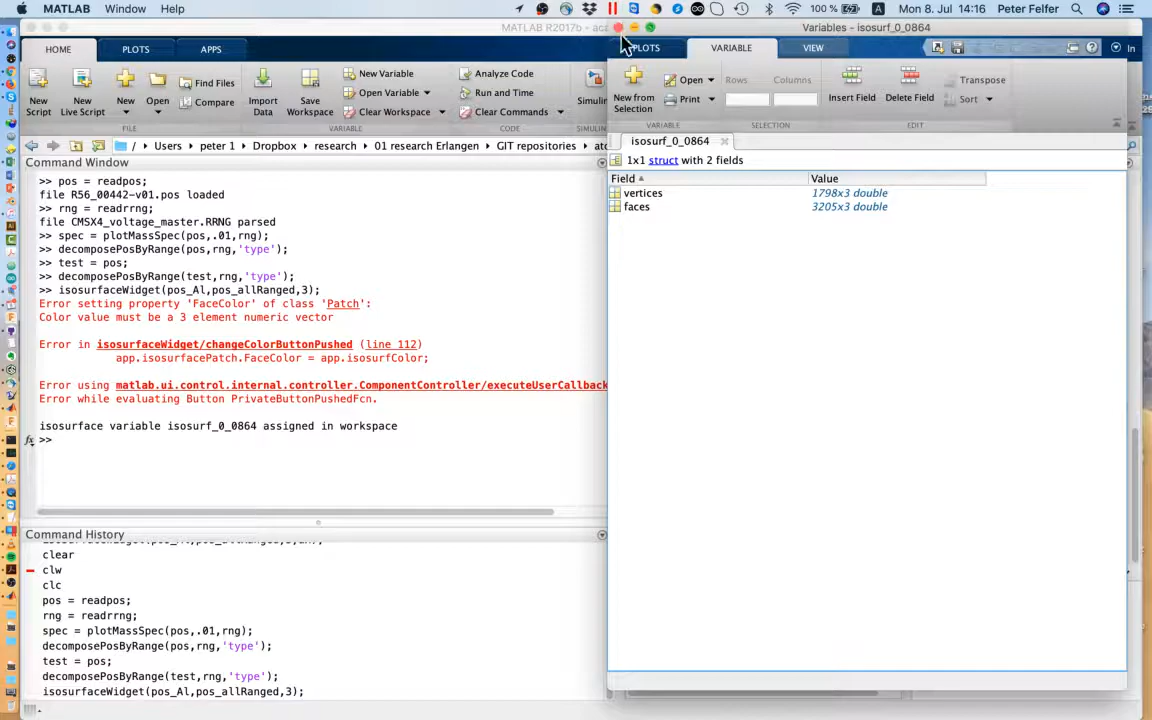 MATLAB Window Help 100 % Mon 8. Jul 14:16 Peter Felfer
MATLAB R2017b - aca
Variables - isosurf_0_0864
HOME PLOTS APPS
PLOTS VARIABLE VIEW In
New Script
New Live Script
New
Open
Find Files
Compare
Import Data
Save Workspace
New Variable
Open Variable
Clear Workspace
Analyze Code
Run and Time
Clear Commands
Simulin
FILE VARIABLE CODE SIMULIN
New from Selection
Open
Print
Rows Columns
Insert Field
Delete Field
Transpose
Sort
VARIABLE SELECTION EDIT
/ Users peter 1 Dropbox research 01 research Erlangen GIT repositories ato
isosurf_0_0864
1x1 struct with 2 fields
Field Value
vertices 1798x3 double
faces 3205x3 double
Command Window
>> pos = readpos;
file R56_00442-v01.pos loaded
>> rng = readrrng;
file CMSX4_voltage_master.RRNG parsed
>> spec = plotMassSpec(pos,.01,rng);
>> decomposePosByRange(pos,rng,'type');
>> test = pos;
>> decomposePosByRange(test,rng,'type');
>> isosurfaceWidget(pos_Al,pos_allRanged,3);
Error setting property 'FaceColor' of class 'Patch':
Color value must be a 3 element numeric vector
Error in isosurfaceWidget/changeColorButtonPushed (line 112)
app.isosurfacePatch.FaceColor = app.isosurfColor;
Error using matlab.ui.control.internal.controller.ComponentController/executeUserCallback
Error while evaluating Button PrivateButtonPushedFcn.
isosurface variable isosurf_0_0864 assigned in workspace
fx >>
Command History
clear
clw
clc
pos = readpos;
rng = readrrng;
spec = plotMassSpec(pos,.01,rng);
decomposePosByRange(pos,rng,'type');
test = pos;
decomposePosByRange(test,rng,'type');
isosurfaceWidget(pos_Al,pos_allRanged,3);